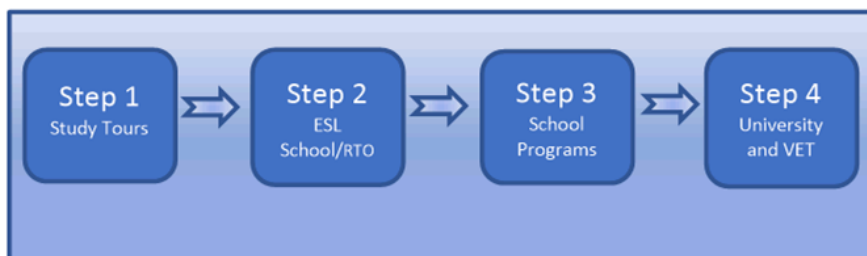 Step 1
Study Tours
Step 2
ESL
School/RTO
Step 3
School
Programs
Step 4
University
and VET